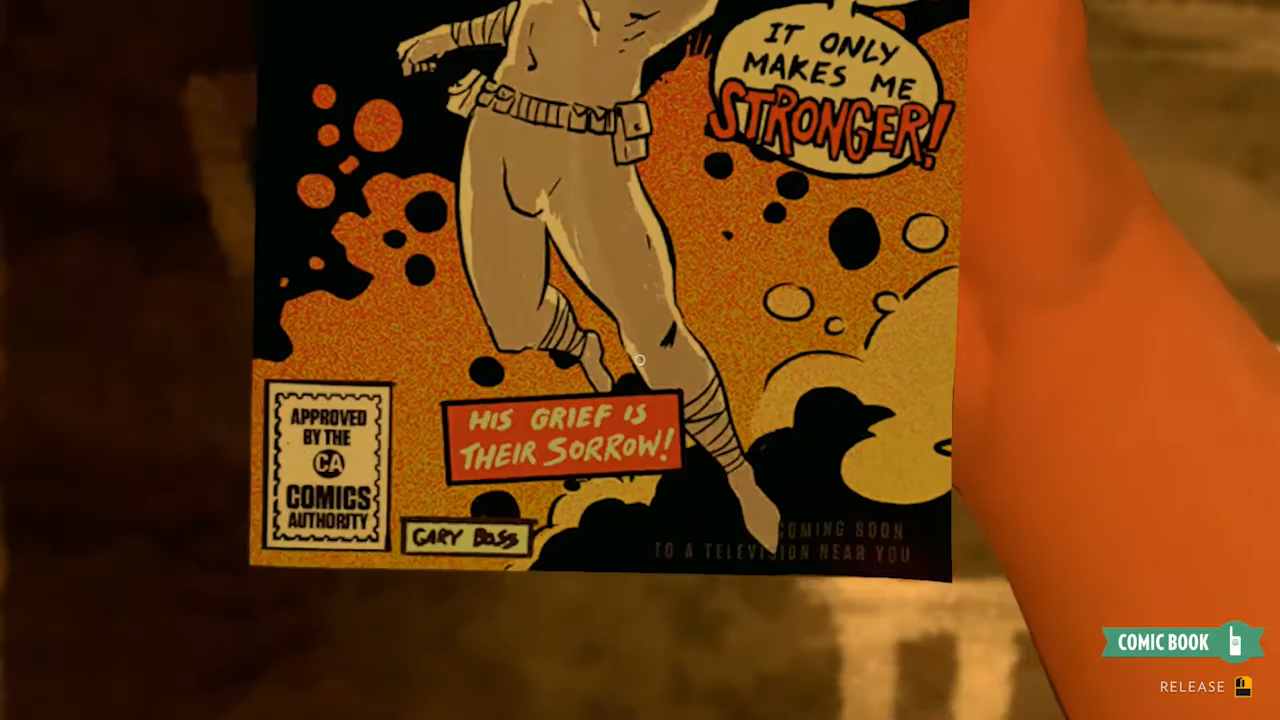 IT ONLY
MAKES ME
STRONGER!
APPROVED
BY THE
CA
COMICS
AUTHORITY
HIS GRIEF IS
THEIR SORROW!
GARY BOSS
COMING SOON
TO A TELEVISION NEAR YOU
COMIC BOOK
RELEASE